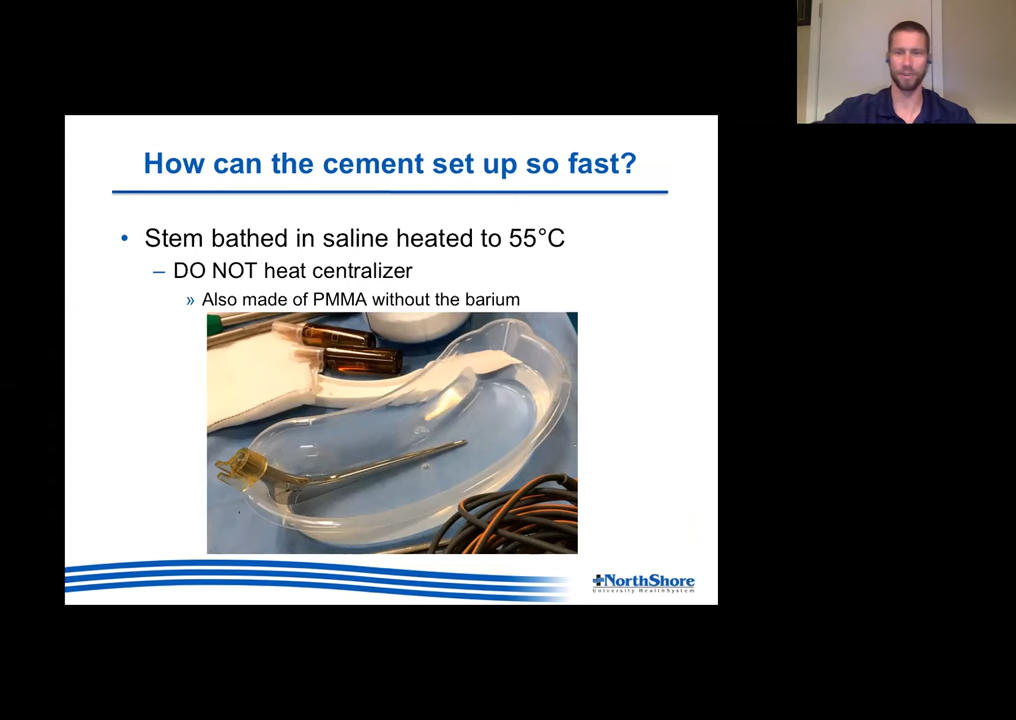 How can the cement set up so fast?
• Stem bathed in saline heated to 55°C
– DO NOT heat centralizer
» Also made of PMMA without the barium
NorthShore
University HealthSystem